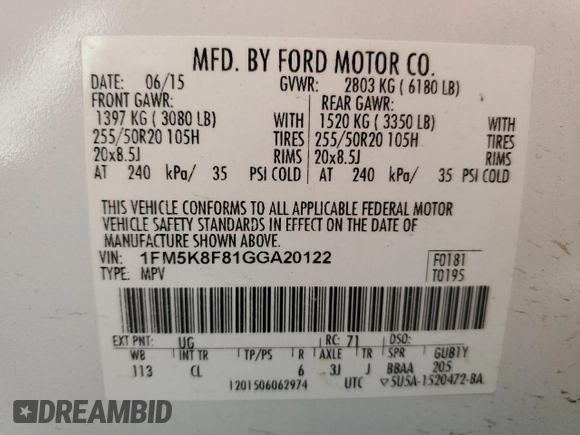 MFD. BY FORD MOTOR CO.
DATE: 06/15 GVWR: 2803 KG ( 6180 LB)
FRONT GAWR: REAR GAWR:
1397 KG ( 3080 LB) WITH 1520 KG ( 3350 LB) WITH
255/50R20 105H TIRES 255/50R20 105H TIRES
20x8.5J RIMS 20x8.5J RIMS
AT 240 kPa/ 35 PSI COLD AT 240 kPa/ 35 PSI COLD
THIS VEHICLE CONFORMS TO ALL APPLICABLE FEDERAL MOTOR
VEHICLE SAFETY STANDARDS IN EFFECT ON THE DATE OF
MANUFACTURE SHOWN ABOVE.
VIN: 1FM5K8F81GGA20122 F0181
TYPE: MPV T0195
EXT PNT: UG RC: 71 DSO:
WB INT TR TP/PS R AXLE TR SPR GUB1Y
113 CL 6 3J J BBAA 205
1201506062974 UTC ▽5U5A-1520472-BA
IDREAMBID IDREAMBID